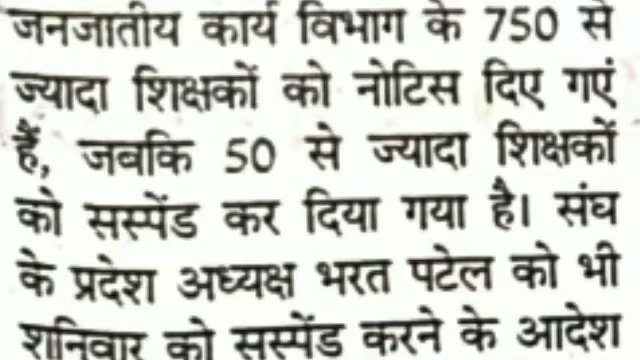 जनजातीय कार्य विभाग के 750 से
ज्यादा शिक्षकों को नोटिस दिए गएं
हैं, जबकि 50 से ज्यादा शिक्षकों
को सस्पेंड कर दिया गया है। संघ
के प्रदेश अध्यक्ष भरत पटेल को भी
शनिवार को सस्पेंड करने के आदेश